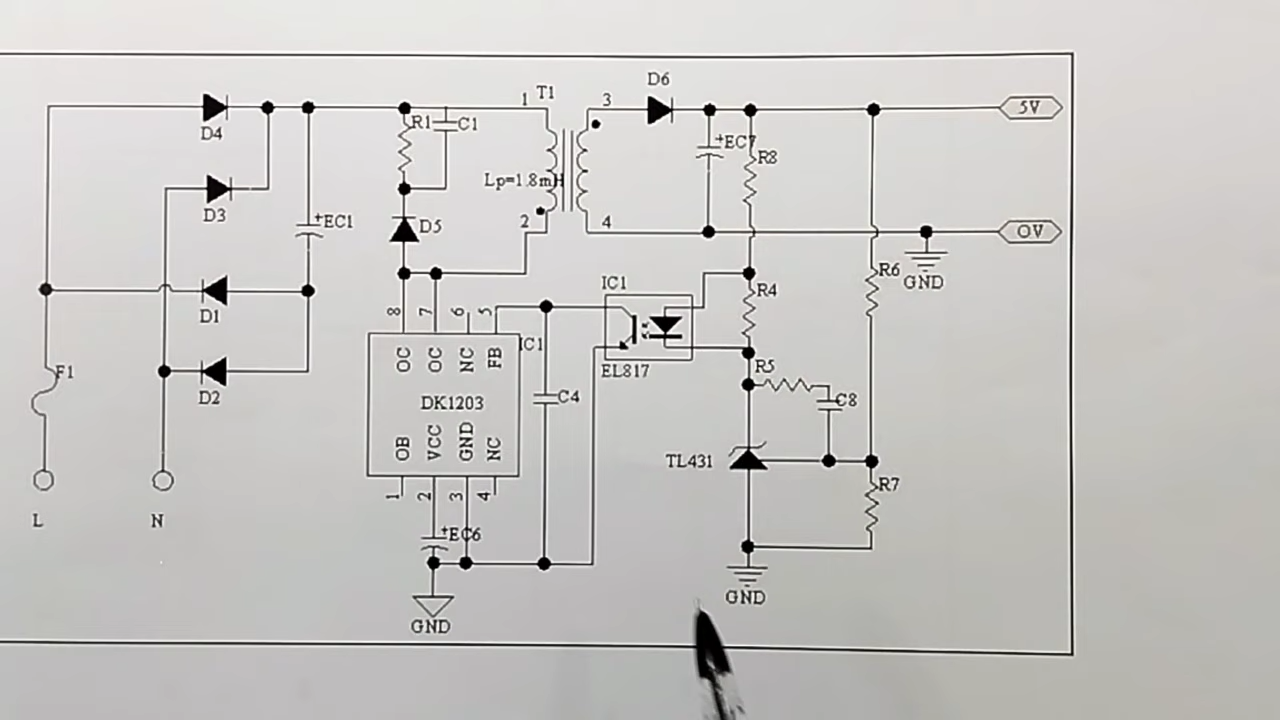 D6
T1
1
3
5V
D4
R1
C1
+EC7
R8
Lp=1.8mH
D3
+EC1
D5
2
4
0V
R6
GND
IC1
R4
D1
8
7
6
5
OC
OC
NC
FB
IC1
EL817
R5
F1
D2
C4
C8
DK1203
OB
VCC
GND
NC
TL431
R7
1
2
3
4
L
N
+EC6
GND
GND